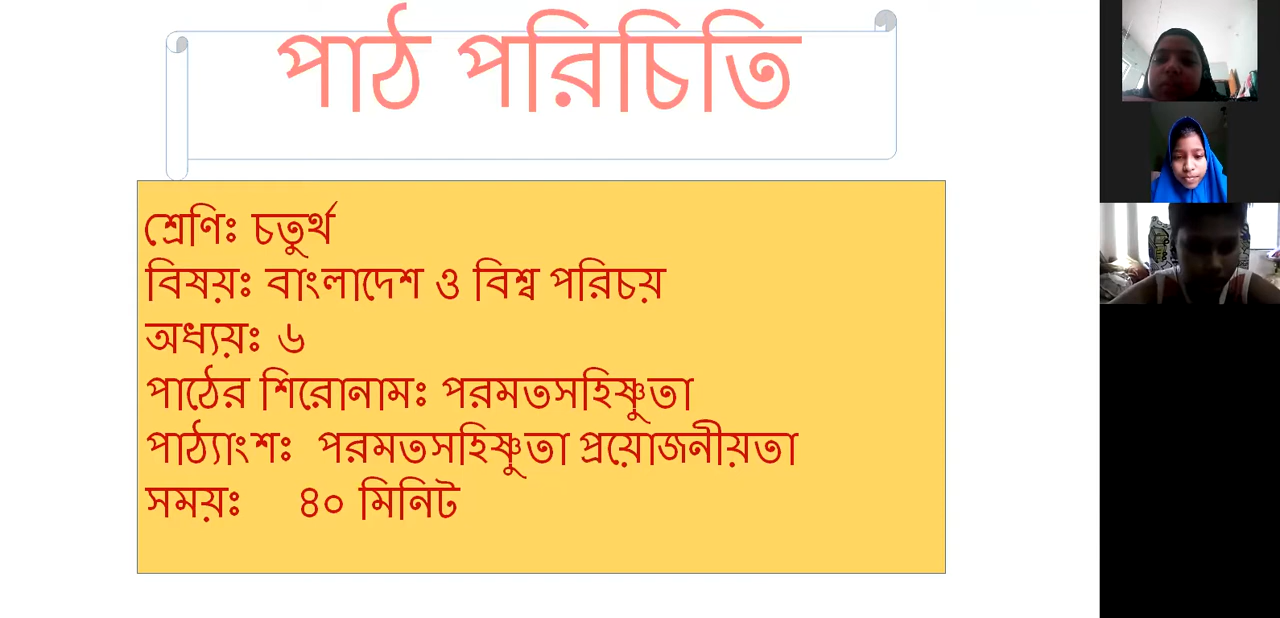 পাঠ পরিচিতি
শ্রেণিঃ চতুর্থ
বিষয়ঃ বাংলাদেশ ও বিশ্ব পরিচয়
অধ্যয়ঃ ৬
পাঠের শিরোনামঃ পরমতসহিষ্ণুতা
পাঠ্যাংশঃ পরমতসহিষ্ণুতা প্রয়োজনীয়তা
সময়ঃ ৪০ মিনিট